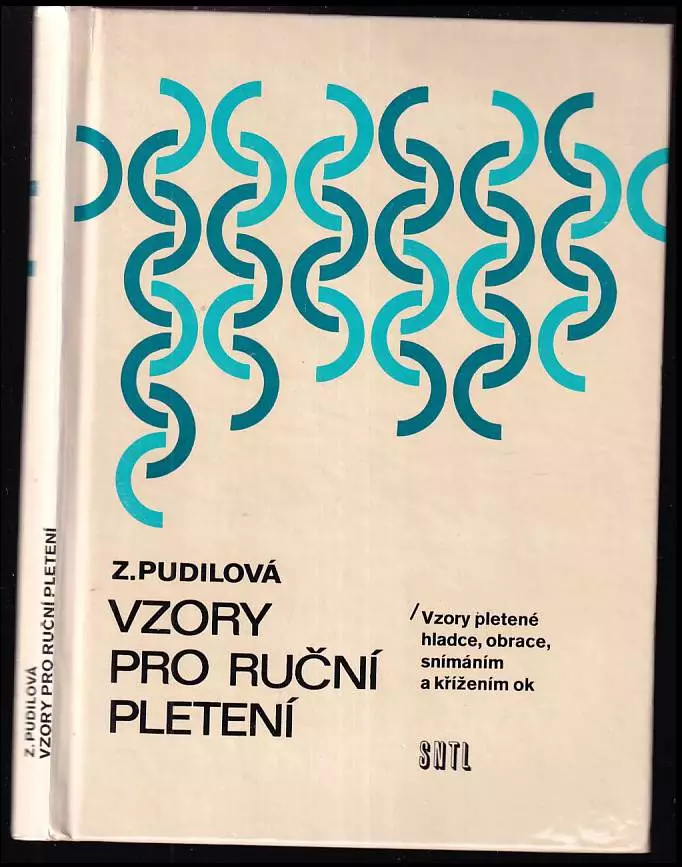 Z.PUDILOVÁ
VZORY
PRO RUČNÍ
PLETENÍ
/Vzory pletené
hladce, obrace,
snímáním
a křížením ok
SNTL
Z. PUDILOVÁ
VZORY PRO RUČNÍ PLETENÍ